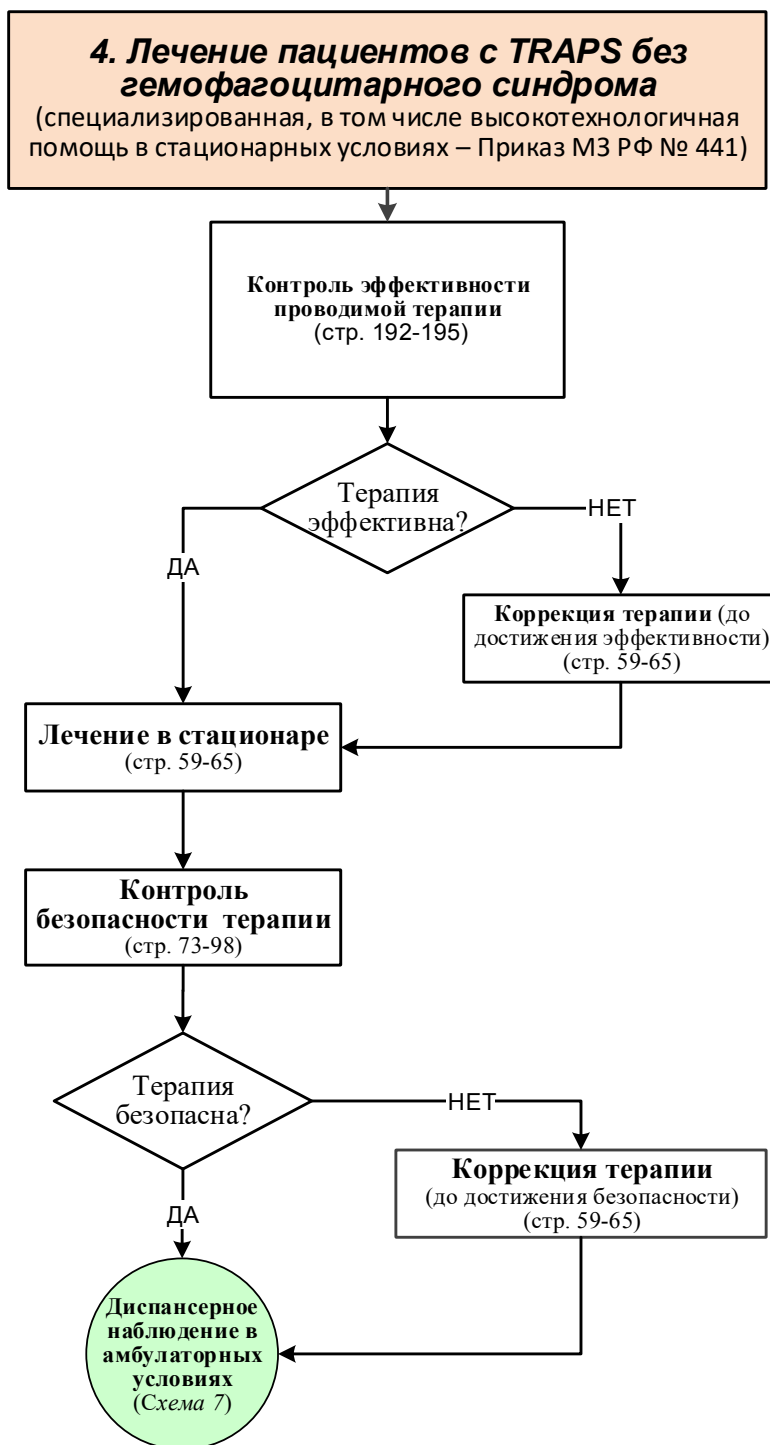 4. Лечение пациентов с TRAPS без
гемофагоцитарного синдрома
(специализированная, в том числе высокотехнологичная
помощь в стационарных условиях – Приказ МЗ РФ № 441)
Контроль эффективности
проводимой терапии
(стр. 192-195)
Терапия
эффективна?
НЕТ
ДА
Коррекция терапии (до
достижения эффективности)
(стр. 59-65)
Лечение в стационаре
(стр. 59-65)
Контроль
безопасности терапии
(стр. 73-98)
Терапия
безопасна?
НЕТ
Коррекция терапии
(до достижения безопасности)
(стр. 59-65)
ДА
Диспансерное
наблюдение в
амбулаторных
условиях
(Схема 7)